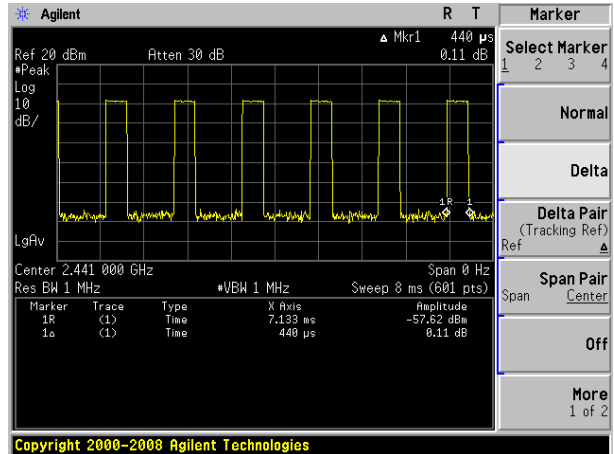 Agilent R T
Δ Mkr1 440 µs
Ref 20 dBm Atten 30 dB 0.11 dB
#Peak
Log
10
dB/
1R 1
LgAv
Center 2.441 000 GHz Span 0 Hz
Res BW 1 MHz #VBW 1 MHz Sweep 8 ms (601 pts)
Marker Trace Type X Axis Amplitude
1R (1) Time 7.133 ms -57.62 dBm
1Δ (1) Time 440 µs 0.11 dB
Copyright 2000-2008 Agilent Technologies
Marker
Select Marker
1 2 3 4
Normal
Delta
Delta Pair
(Tracking Ref)
Ref Δ
Span Pair
Span Center
Off
More
1 of 2